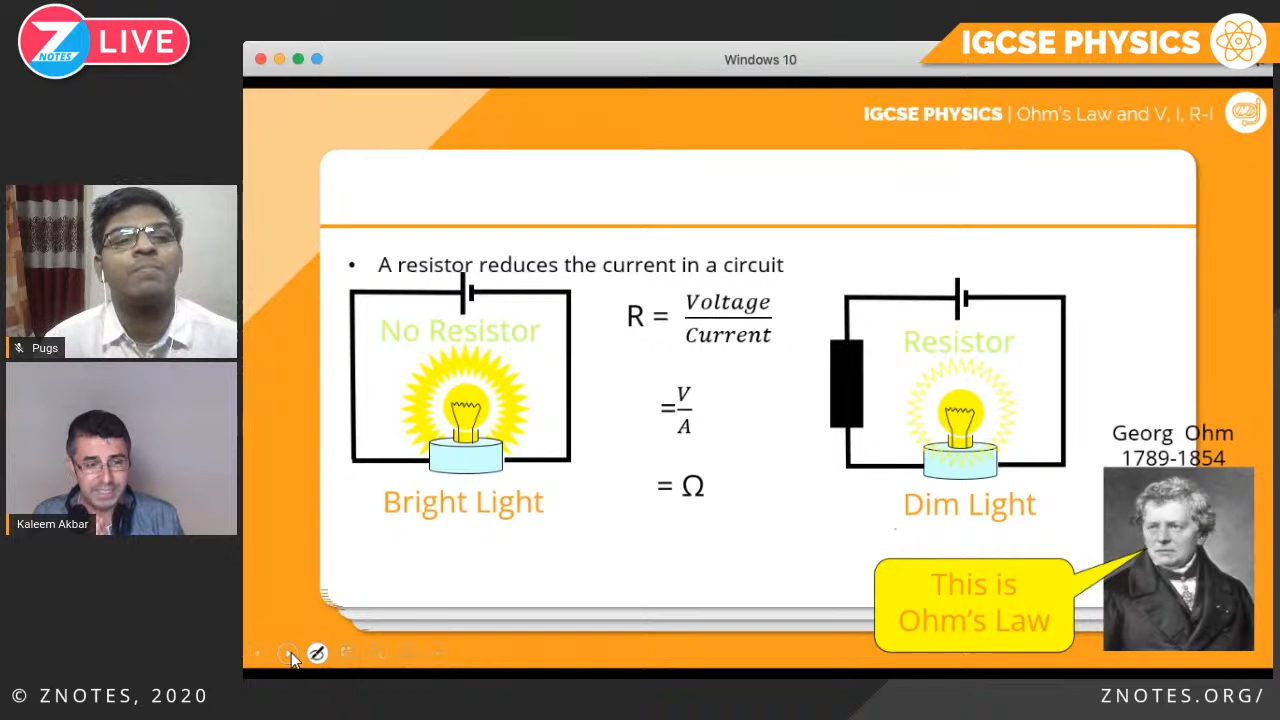 Z
NOTES
LIVE
Windows 10
IGCSE PHYSICS
IGCSE PHYSICS | Ohm's Law and V, I, R-I
• A resistor reduces the current in a circuit
No Resistor
Bright Light
R = Voltage
Current
= V
A
= Ω
Resistor
Dim Light
Georg Ohm
1789-1854
This is
Ohm's Law
Pugs
Kaleem Akbar
© ZNOTES, 2020
ZNOTES.ORG/